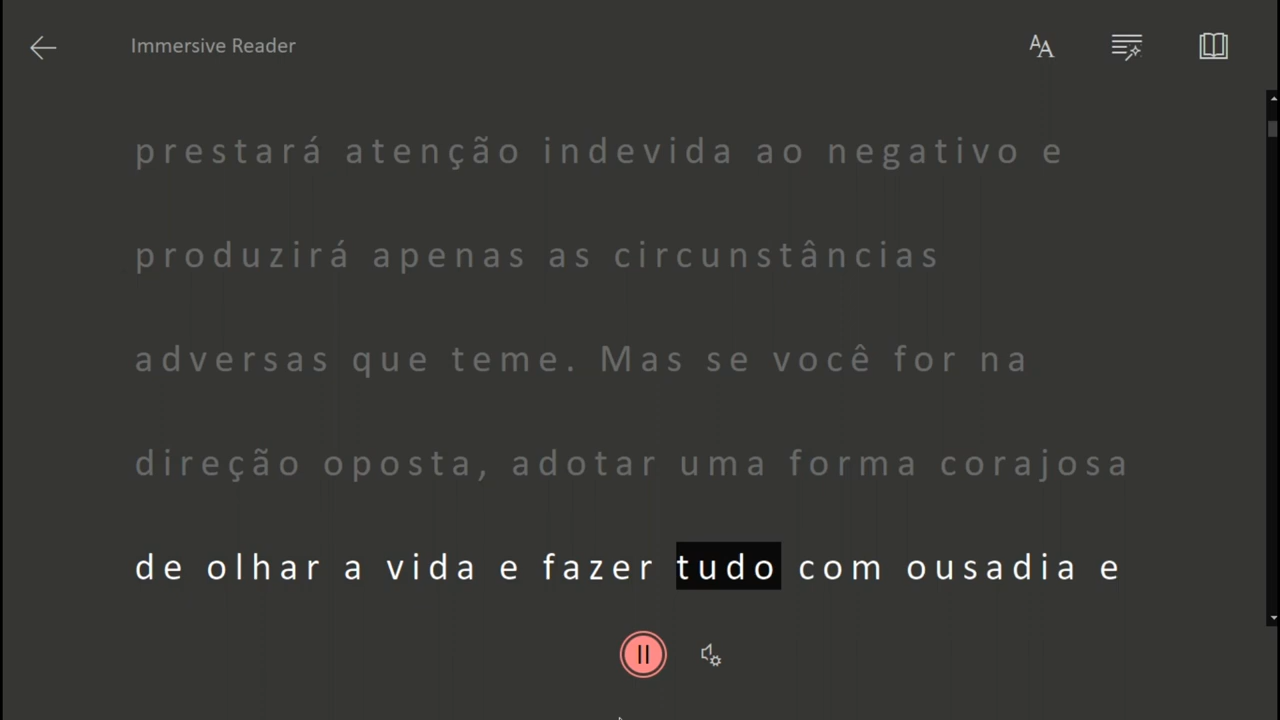 Immersive Reader
prestará atenção indevida ao negativo e
produzirá apenas as circunstâncias
adversas que teme. Mas se você for na
direção oposta, adotar uma forma corajosa
de olhar a vida e fazer tudo com ousadia e